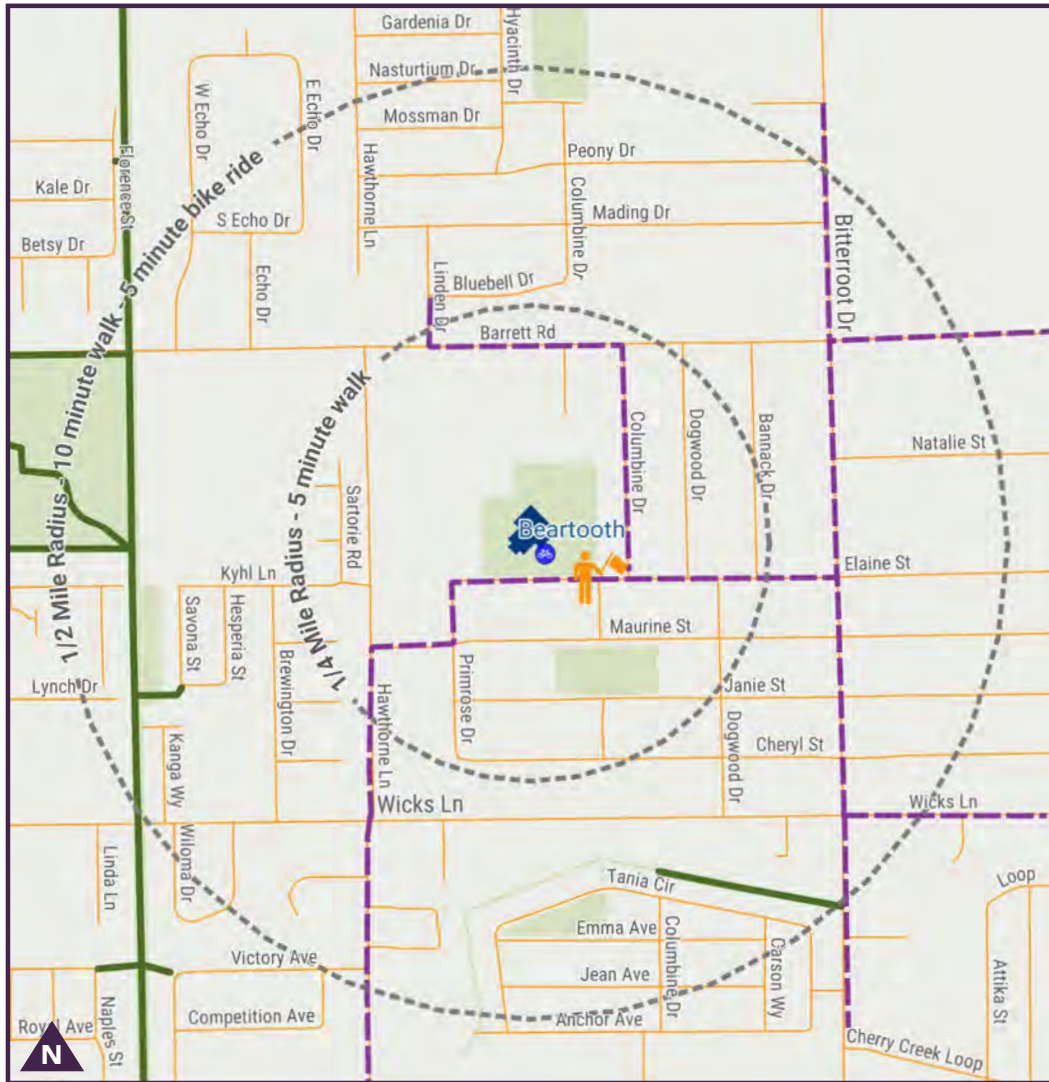 Gardenia Dr
Hyacinth Dr
Nasturtium Dr
Mossman Dr
W Echo Dr
E Echo Dr
Florence St
Hawthorne Ln
Peony Dr
Columbine Dr
Kale Dr
Mading Dr
S Echo Dr
Betsy Dr
Bitterroot Dr
Linden Dr
Bluebell Dr
Echo Dr
Barrett Rd
1/2 Mile Radius - 10 minute walk - 5 minute bike ride
1/4 Mile Radius - 5 minute walk
Columbine Dr
Dogwood Dr
Bannack Dr
Natalie St
Sartorie Rd
Beartooth
Elaine St
Kyhl Ln
Savona St
Hesperia St
Maurine St
Brewington Dr
Primrose Dr
Lynch Dr
Hawthorne Ln
Janie St
Dogwood Dr
Kanga Wy
Cheryl St
Wicks Ln
Wicks Ln
Linda Ln
Wiloma Dr
Tania Cir
Loop
Emma Ave
Columbine Dr
Carson Wy
Victory Ave
Jean Ave
Attika St
Naples St
Royal Ave
Competition Ave
Anchor Ave
Cherry Creek Loop
N